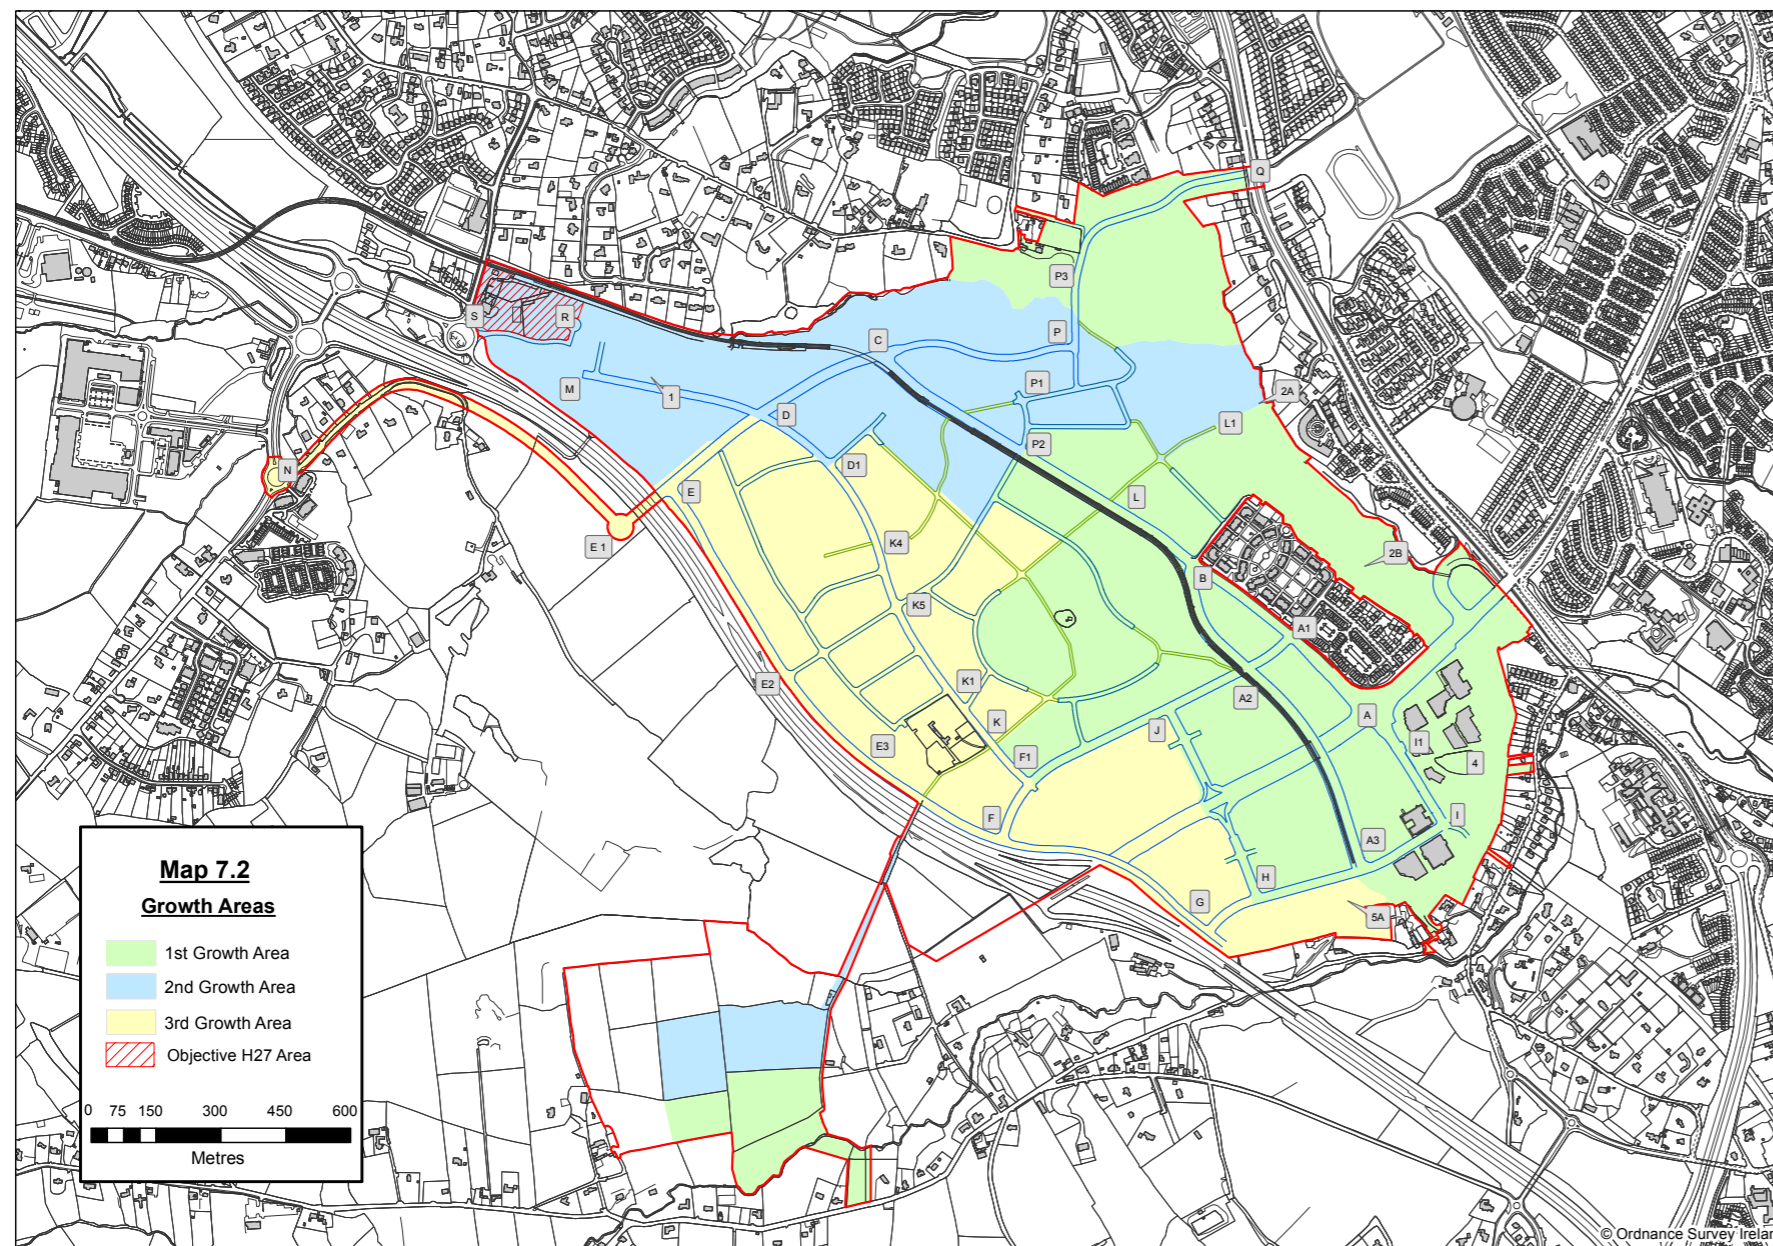 Q
P3
S
R
P
C
2A
M
1
P1
D
L1
P2
D1
N
E
L
E 1
K4
2B
B
K5
A1
E2
K1
A2
K
J
A
E3
F1
I1
4
F
I
A3
H
G
5A
Map 7.2
Growth Areas
1st Growth Area
2nd Growth Area
3rd Growth Area
Objective H27 Area
0 75 150 300 450 600
Metres
© Ordnance Survey Irelan